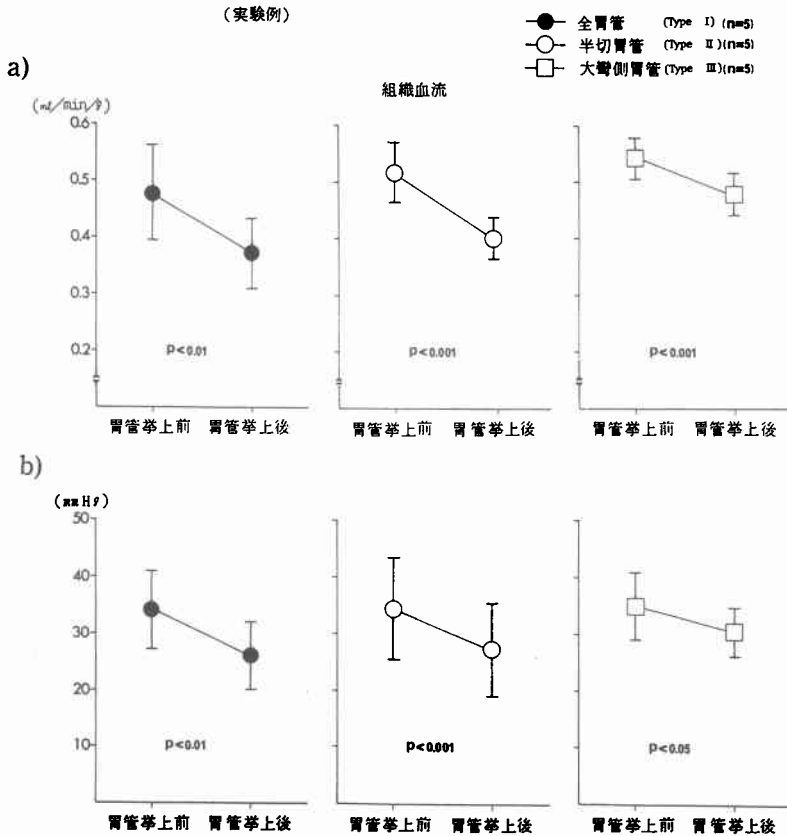 (実験例)
全胃管 (Type I) (n=5)
半切胃管 (Type II) (n=5)
大彎側胃管 (Type III) (n=5)
a)
組織血流
(ml/min/g)
0.6
0.5
0.4
0.3
0.2
P<0.01
P<0.001
P<0.001
胃管挙上前 胃管挙上後 胃管挙上前 胃管挙上後 胃管挙上前 胃管挙上後
b)
(mmHg)
50
40
30
20
10
P<0.01
P<0.001
P<0.05
胃管挙上前 胃管挙上後 胃管挙上前 胃管挙上後 胃管挙上前 胃管挙上後